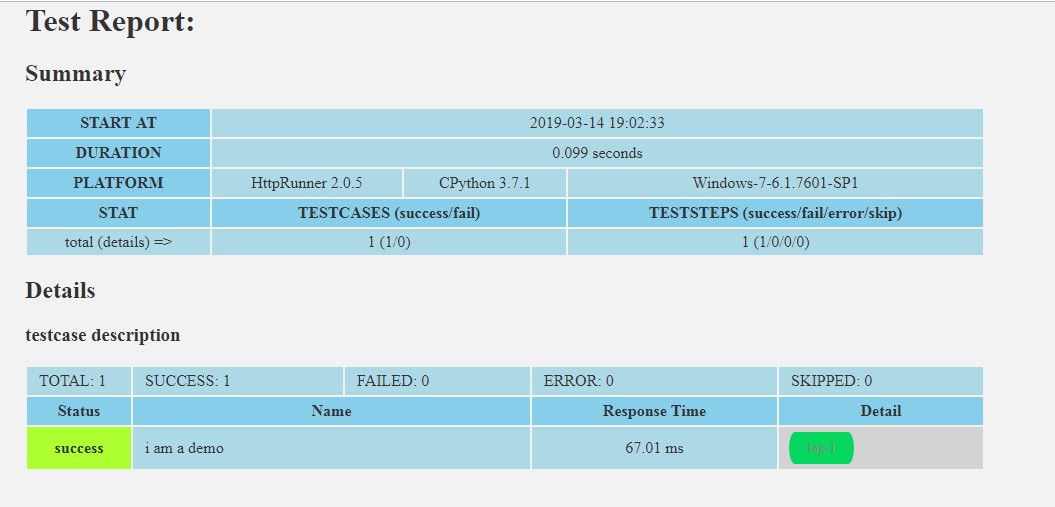 Test Report:
Summary
START AT 2019-03-14 19:02:33
DURATION 0.099 seconds
PLATFORM HttpRunner 2.0.5 CPython 3.7.1 Windows-7-6.1.7601-SP1
STAT TESTCASES (success/fail) TESTSTEPS (success/fail/error/skip)
total (details) => 1 (1/0) 1 (1/0/0/0)
Details
testcase description
TOTAL: 1 SUCCESS: 1 FAILED: 0 ERROR: 0 SKIPPED: 0
Status Name Response Time Detail
success i am a demo 67.01 ms log-1